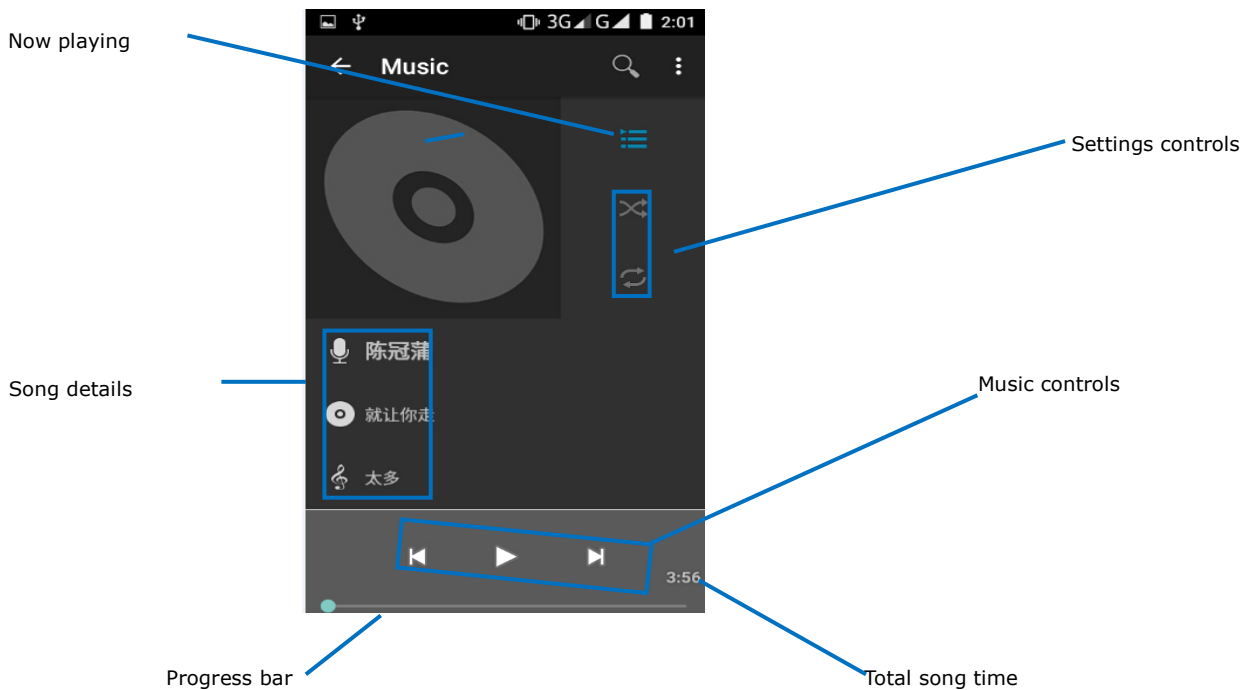 3G G 2:01
Now playing
Music
Settings controls
陈冠蒲
Song details
Music controls
就让你走
太多
3:56
Progress bar
Total song time